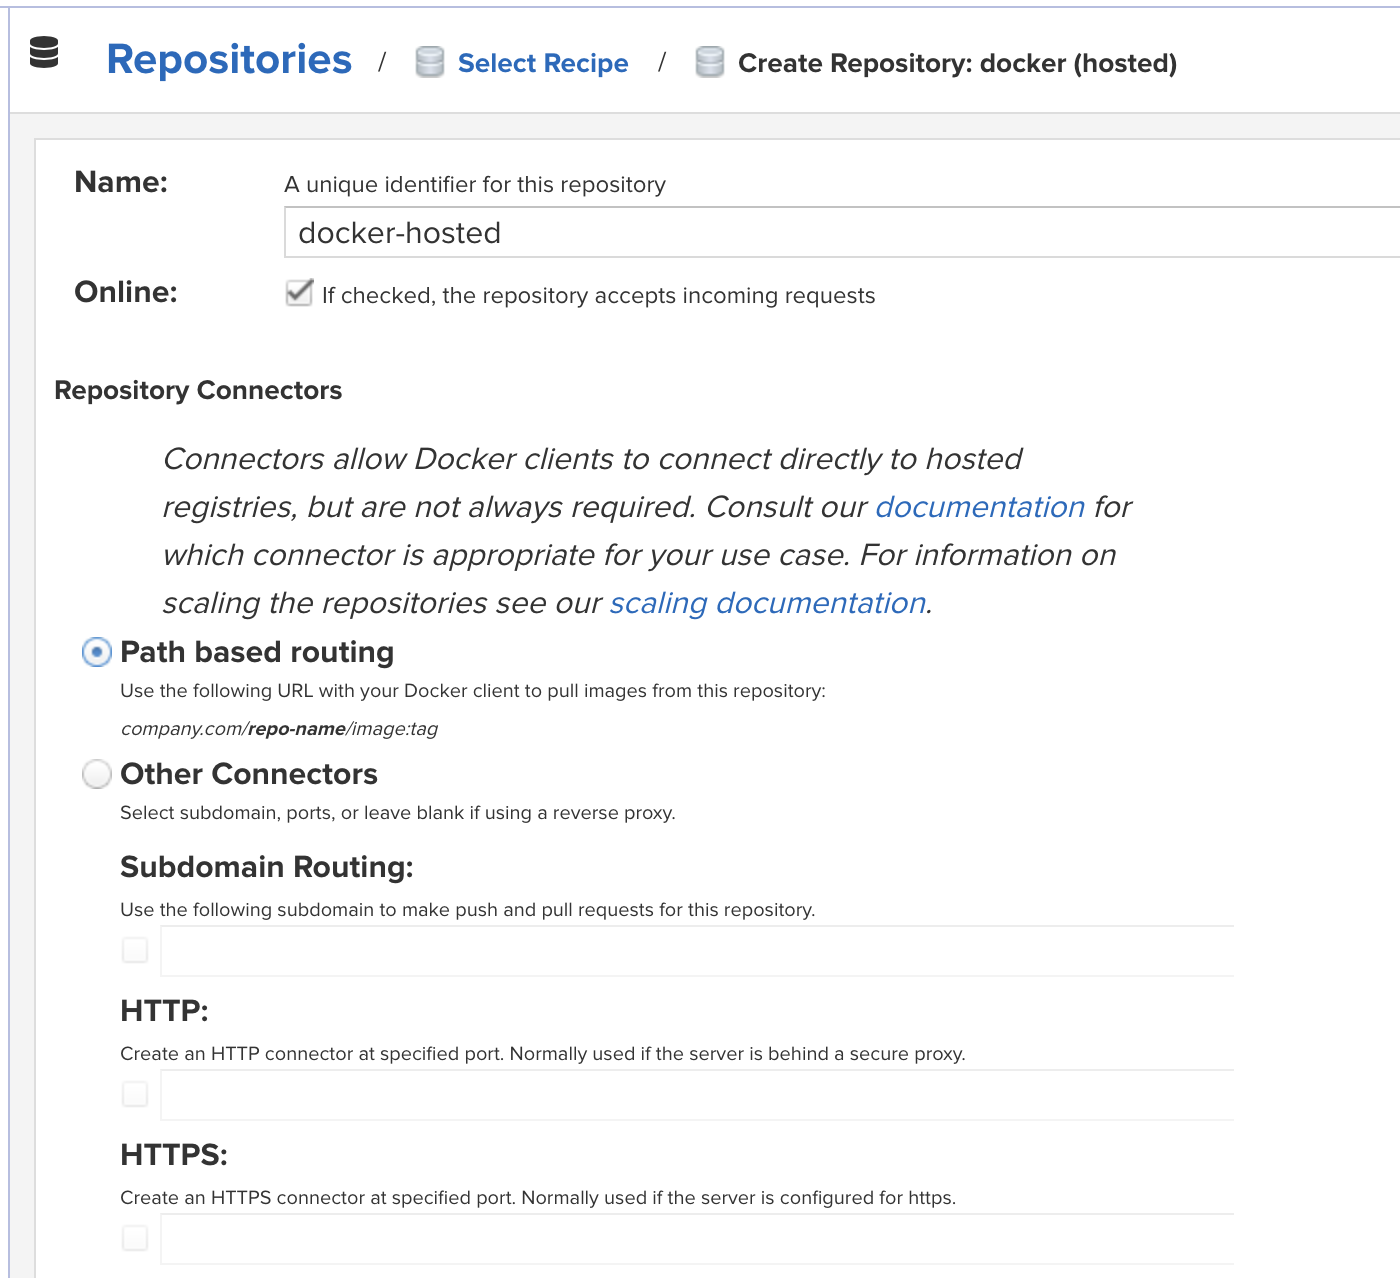 Repositories / Select Recipe / Create Repository: docker (hosted)
Name:
A unique identifier for this repository
docker-hosted
Online:
If checked, the repository accepts incoming requests
Repository Connectors
Connectors allow Docker clients to connect directly to hosted
registries, but are not always required. Consult our documentation for
which connector is appropriate for your use case. For information on
scaling the repositories see our scaling documentation.
Path based routing
Use the following URL with your Docker client to pull images from this repository:
company.com/repo-name/image:tag
Other Connectors
Select subdomain, ports, or leave blank if using a reverse proxy.
Subdomain Routing:
Use the following subdomain to make push and pull requests for this repository.
HTTP:
Create an HTTP connector at specified port. Normally used if the server is behind a secure proxy.
HTTPS:
Create an HTTPS connector at specified port. Normally used if the server is configured for https.